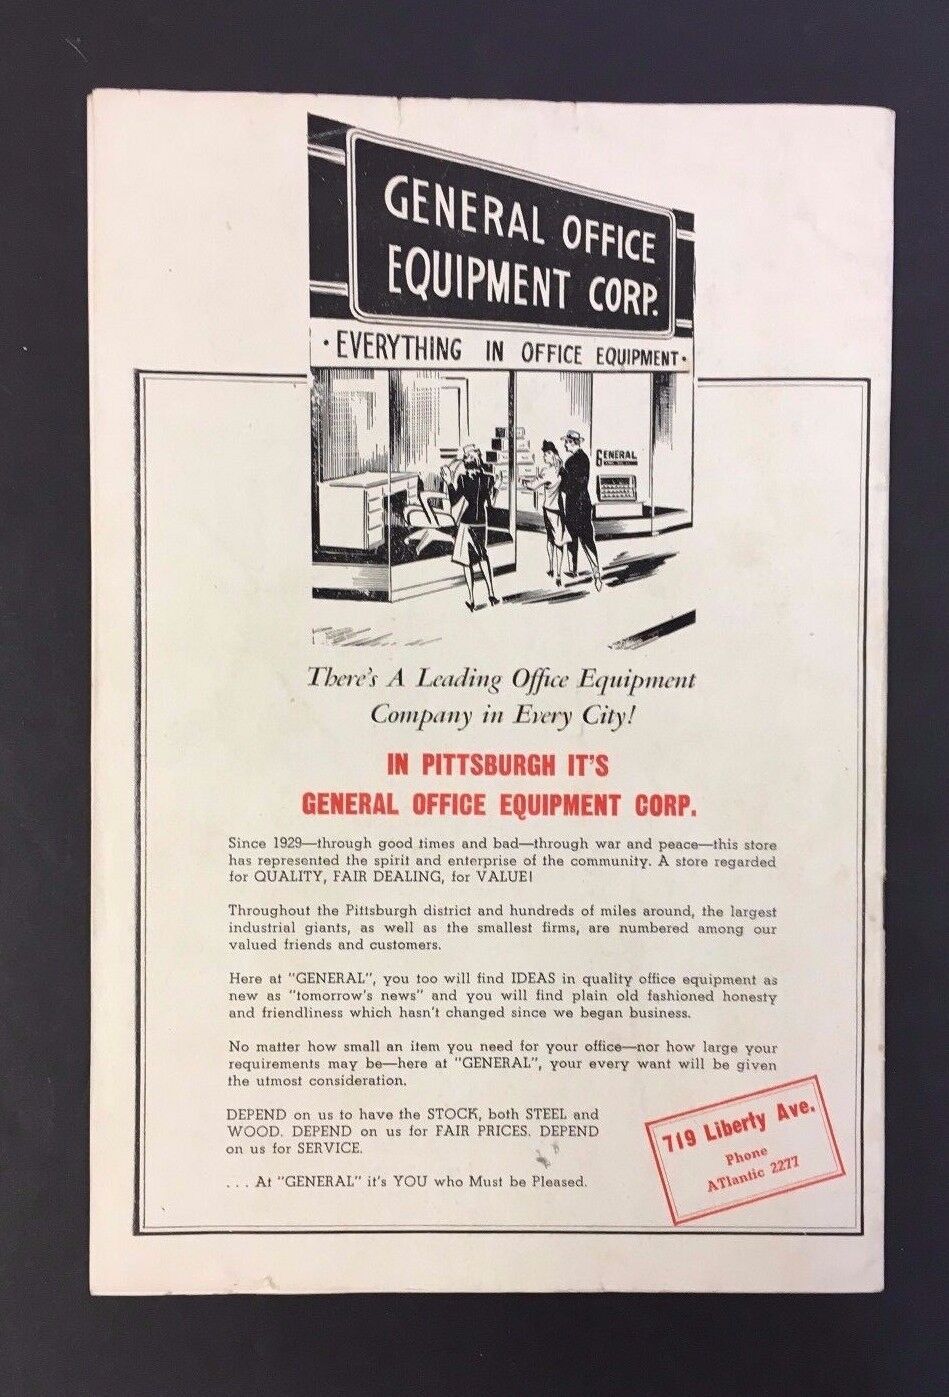 GENERAL OFFICE
EQUIPMENT CORP.
• EVERYTHING IN OFFICE EQUIPMENT •
GENERAL
There's A Leading Office Equipment
Company in Every City!
IN PITTSBURGH IT'S
GENERAL OFFICE EQUIPMENT CORP.
Since 1929—through good times and bad—through war and peace—this store
has represented the spirit and enterprise of the community. A store regarded
for QUALITY, FAIR DEALING, for VALUE!
Throughout the Pittsburgh district and hundreds of miles around, the largest
industrial giants, as well as the smallest firms, are numbered among our
valued friends and customers.
Here at "GENERAL", you too will find IDEAS in quality office equipment as
new as "tomorrow's news" and you will find plain old fashioned honesty
and friendliness which hasn't changed since we began business.
No matter how small an item you need for your office—nor how large your
requirements may be—here at "GENERAL", your every want will be given
the utmost consideration.
DEPEND on us to have the STOCK, both STEEL and
WOOD. DEPEND on us for FAIR PRICES. DEPEND
on us for SERVICE.
. . . At "GENERAL" it's YOU who Must be Pleased.
719 Liberty Ave.
Phone
ATlantic 2277